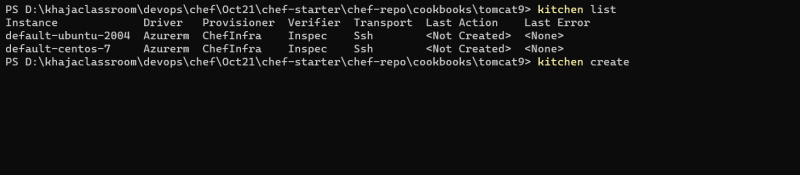 PS D:\khajaclassroom\devops\chef\Oct21\chef-starter\chef-repo\cookbooks\tomcat9> kitchen list
Instance Driver Provisioner Verifier Transport Last Action Last Error
default-ubuntu-2004 Azurerm ChefInfra Inspec Ssh <Not Created> <None>
default-centos-7 Azurerm ChefInfra Inspec Ssh <Not Created> <None>
PS D:\khajaclassroom\devops\chef\Oct21\chef-starter\chef-repo\cookbooks\tomcat9> kitchen create